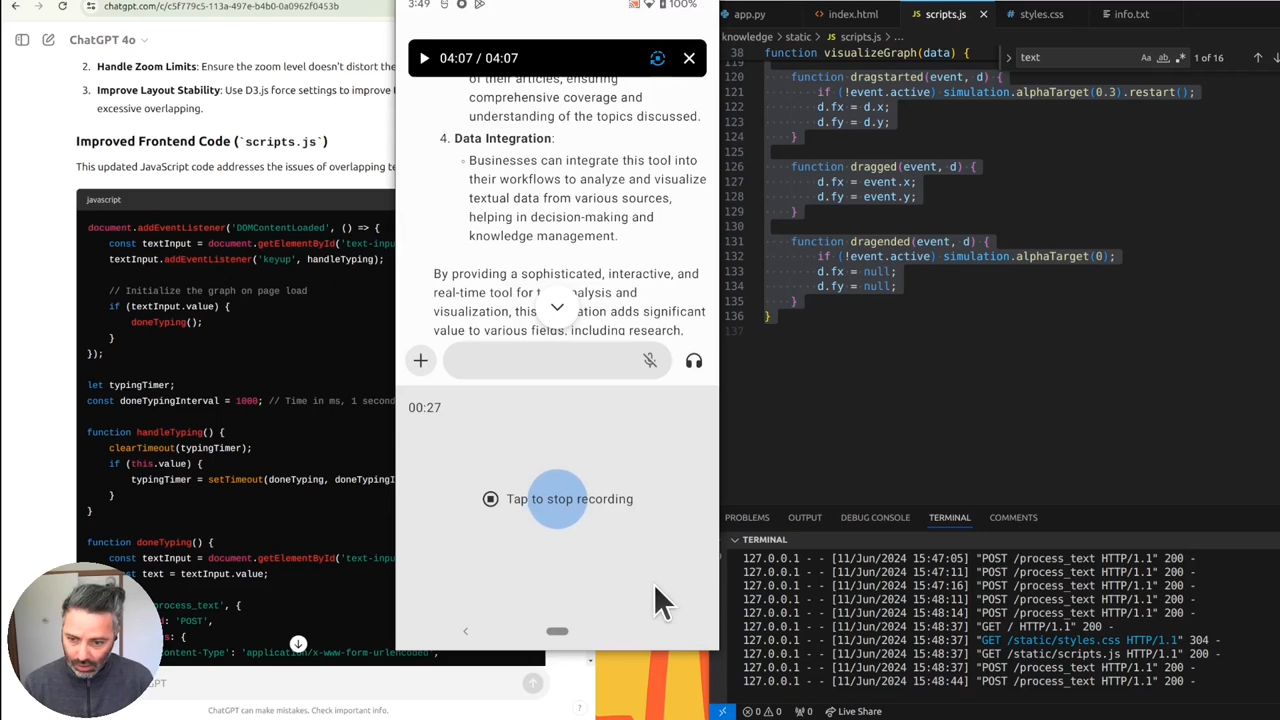 chatgpt.com/c/c5f779c5-113a-497e-b4b0-0a0962f0453b
ChatGPT 4o
2. Handle Zoom Limits: Ensure the zoom level doesn't distort the
3. Improve Layout Stability: Use D3.js force settings to improve
excessive overlapping.
Improved Frontend Code (`scripts.js`)
This updated JavaScript code addresses the issues of overlapping
javascript
document.addEventListener('DOMContentLoaded', () => {
const textInput = document.getElementById('text-inpu
textInput.addEventListener('keyup', handleTyping);
// Initialize the graph on page load
if (textInput.value) {
doneTyping();
}
});
let typingTimer;
const doneTypingInterval = 1000; // Time in ms, 1 second
function handleTyping() {
clearTimeout(typingTimer);
if (this.value) {
typingTimer = setTimeout(doneTyping, doneTypingI
}
}
function doneTyping() {
const textInput = document.getElementById('text-inpu
text = textInput.value;
process_text', {
'POST',
: {
content-Type': 'application/x-www-form-urlencoded',
GPT
ChatGPT can make mistakes. Check important info.
?
3:49
100%
04:07 / 04:07
of their articles, ensuring
comprehensive coverage and
understanding of the topics discussed.
4. Data Integration:
Businesses can integrate this tool into
their workflows to analyze and visualize
textual data from various sources,
helping in decision-making and
knowledge management.
By providing a sophisticated, interactive, and
real-time tool for analysis and
visualization, this adds significant
value to various fields, including research,
00:27
Tap to stop recording
app.py
index.html
scripts.js
styles.css
info.txt
knowledge > static > scripts.js > ...
38 function visualizeGraph(data) {
text
Aa ab
1 of 16
119
120 function dragstarted(event, d) {
121 if (!event.active) simulation.alphaTarget(0.3).restart();
122 d.fx = d.x;
123 d.fy = d.y;
124 }
125
126 function dragged(event, d) {
127 d.fx = event.x;
128 d.fy = event.y;
129 }
130
131 function dragended(event, d) {
132 if (!event.active) simulation.alphaTarget(0);
133 d.fx = null;
134 d.fy = null;
135 }
136 }
137
PROBLEMS OUTPUT DEBUG CONSOLE TERMINAL COMMENTS
TERMINAL
127.0.0.1 - - [11/Jun/2024 15:47:05] "POST /process_text HTTP/1.1" 200 -
127.0.0.1 - - [11/Jun/2024 15:47:11] "POST /process_text HTTP/1.1" 200 -
127.0.0.1 - - [11/Jun/2024 15:47:16] "POST /process_text HTTP/1.1" 200 -
127.0.0.1 - - [11/Jun/2024 15:48:11] "POST /process_text HTTP/1.1" 200 -
127.0.0.1 - - [11/Jun/2024 15:48:14] "POST /process_text HTTP/1.1" 200 -
127.0.0.1 - - [11/Jun/2024 15:48:37] "GET / HTTP/1.1" 200 -
127.0.0.1 - - [11/Jun/2024 15:48:37] "GET /static/styles.css HTTP/1.1" 304 -
127.0.0.1 - - [11/Jun/2024 15:48:37] "GET /static/scripts.js HTTP/1.1" 200 -
127.0.0.1 - - [11/Jun/2024 15:48:37] "POST /process_text HTTP/1.1" 200 -
127.0.0.1 - - [11/Jun/2024 15:48:44] "POST /process_text HTTP/1.1" 200 -
0 0 0 Live Share